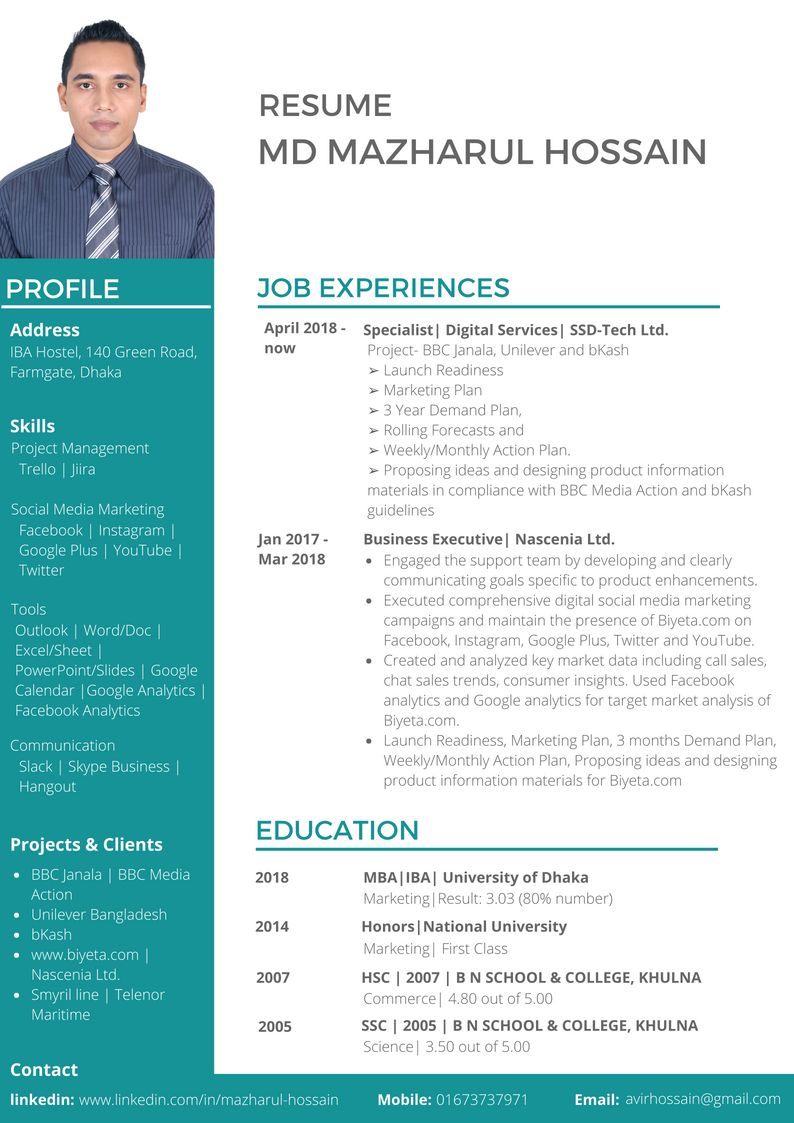 RESUME
MD MAZHARUL HOSSAIN
PROFILE
Address
IBA Hostel, 140 Green Road,
Farmgate, Dhaka
Skills
Project Management
Trello | Jiira
Social Media Marketing
Facebook | Instagram |
Google Plus | YouTube |
Twitter
Tools
Outlook | Word/Doc |
Excel/Sheet |
PowerPoint/Slides | Google
Calendar |Google Analytics |
Facebook Analytics
Communication
Slack | Skype Business |
Hangout
Projects & Clients
• BBC Janala | BBC Media
Action
• Unilever Bangladesh
• bKash
• www.biyeta.com |
Nascenia Ltd.
• Smyril line | Telenor
Maritime
JOB EXPERIENCES
April 2018 -
now
Specialist| Digital Services| SSD-Tech Ltd.
Project- BBC Janala, Unilever and bKash
➢ Launch Readiness
➢ Marketing Plan
➢ 3 Year Demand Plan,
➢ Rolling Forecasts and
➢ Weekly/Monthly Action Plan.
➢ Proposing ideas and designing product information
materials in compliance with BBC Media Action and bKash
guidelines
Jan 2017 -
Mar 2018
Business Executive| Nascenia Ltd.
• Engaged the support team by developing and clearly
communicating goals specific to product enhancements.
• Executed comprehensive digital social media marketing
campaigns and maintain the presence of Biyeta.com on
Facebook, Instagram, Google Plus, Twitter and YouTube.
• Created and analyzed key market data including call sales,
chat sales trends, consumer insights. Used Facebook
analytics and Google analytics for target market analysis of
Biyeta.com.
• Launch Readiness, Marketing Plan, 3 months Demand Plan,
Weekly/Monthly Action Plan, Proposing ideas and designing
product information materials for Biyeta.com
EDUCATION
2018 MBA|IBA| University of Dhaka
Marketing|Result: 3.03 (80% number)
2014 Honors|National University
Marketing| First Class
2007 HSC | 2007 | B N SCHOOL & COLLEGE, KHULNA
Commerce| 4.80 out of 5.00
2005 SSC | 2005 | B N SCHOOL & COLLEGE, KHULNA
Science| 3.50 out of 5.00
Contact
linkedin: www.linkedin.com/in/mazharul-hossain Mobile: 01673737971 Email: avirhossain@gmail.com